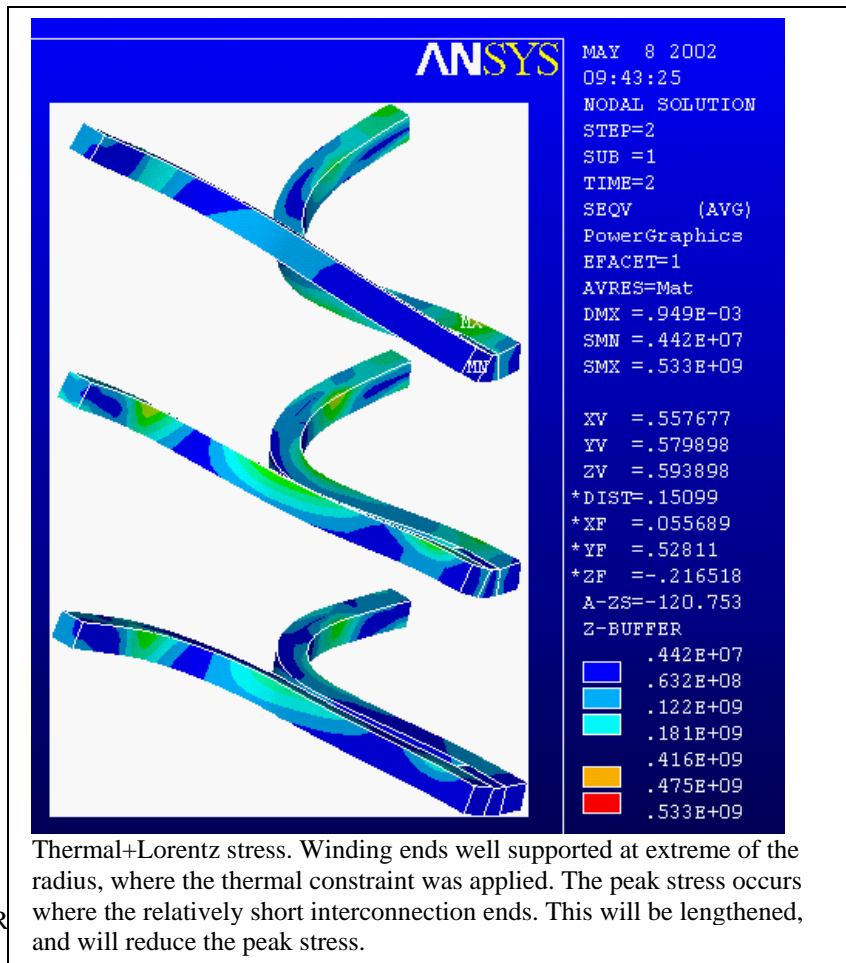 ANSYS
MAY 8 2002
09:43:25
NODAL SOLUTION
STEP=2
SUB =1
TIME=2
SEQV (AVG)
PowerGraphics
EFACET=1
AVRES=Mat
DMX =.949E-03
SMN =.442E+07
SMX =.533E+09
XV =.557677
YV =.579898
ZV =.593898
*DIST=.15099
*XF =.055689
*YF =.52811
*ZF =-.216518
A-ZS=-120.753
Z-BUFFER
.442E+07
.632E+08
.122E+09
.181E+09
.416E+09
.475E+09
.533E+09
MX
MN
Thermal+Lorentz stress. Winding ends well supported at extreme of the
radius, where the thermal constraint was applied. The peak stress occurs
where the relatively short interconnection ends. This will be lengthened,
and will reduce the peak stress.